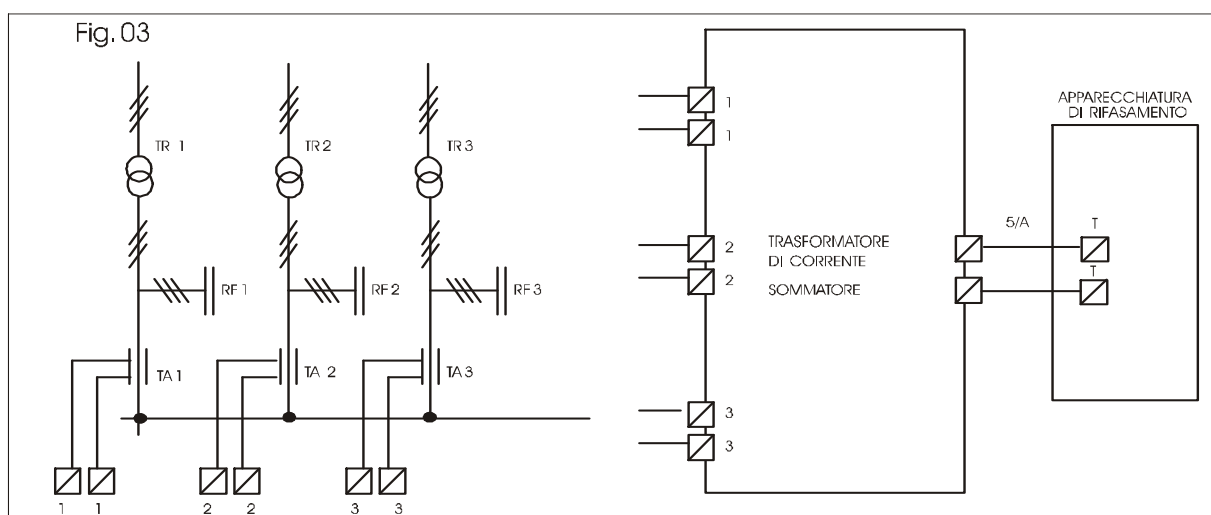 Fig. 03
TR 1
TR 2
TR 3
RF 1
RF 2
RF 3
TA 1
TA 2
TA 3
1 1 2 2 3 3
1
1
2
2
3
3
TRASFORMATORE
DI CORRENTE
SOMMATORE
5/A
APPARECCHIATURA
DI RIFASAMENTO
T
T